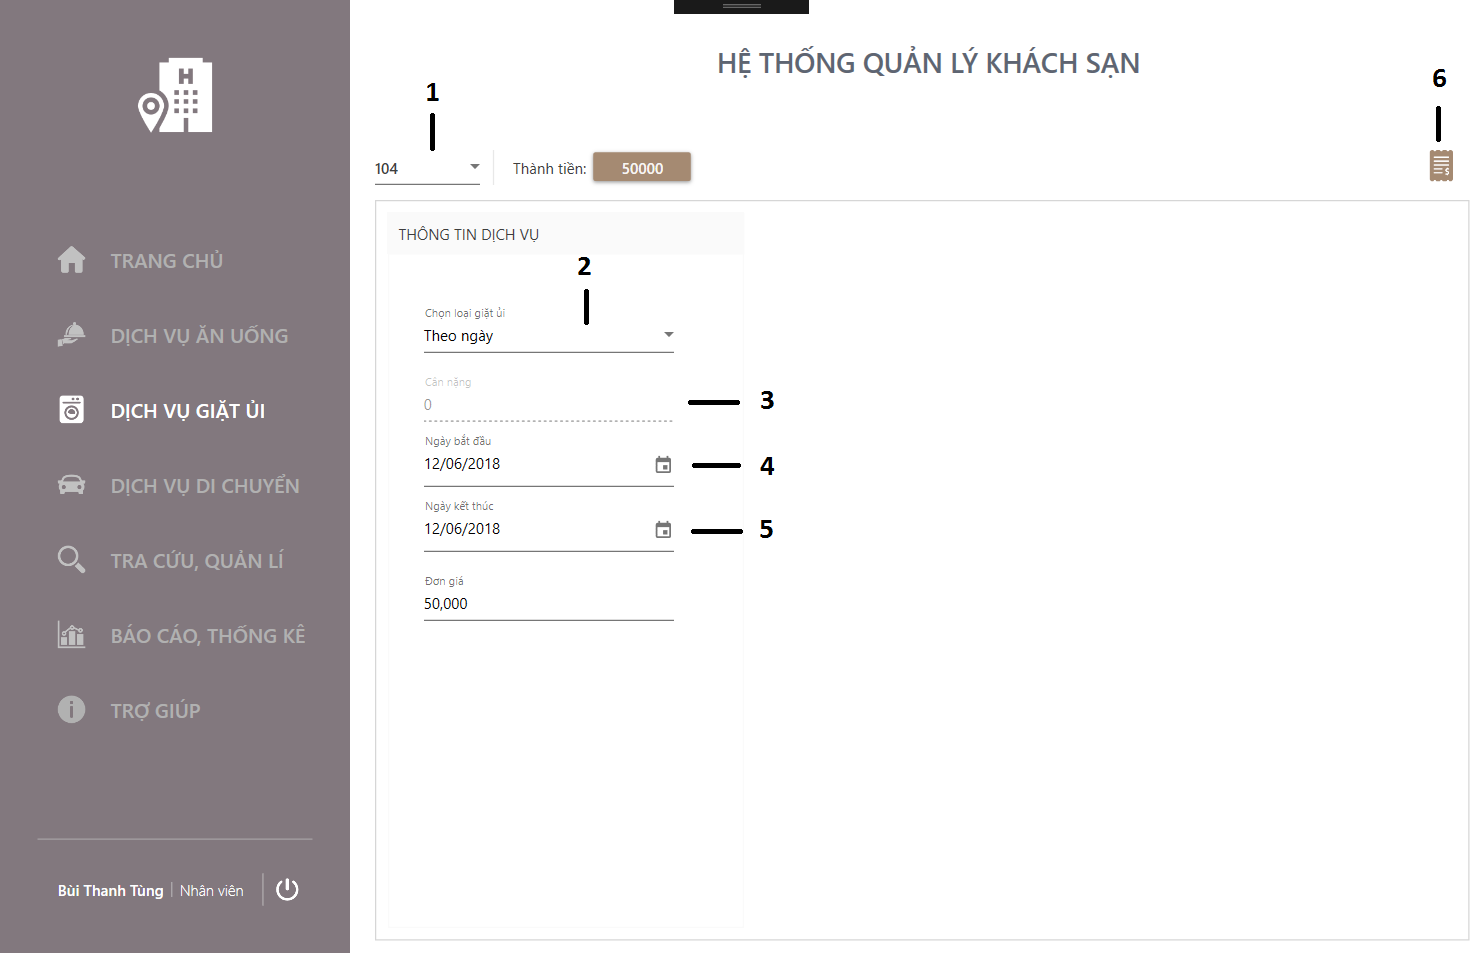 H
HỆ THỐNG QUẢN LÝ KHÁCH SẠN
1
6
104
Thành tiền: 50000
THÔNG TIN DỊCH VỤ
2
Chọn loại giặt ủi
Theo ngày
Cân nặng
0
3
Ngày bắt đầu
12/06/2018
4
Ngày kết thúc
12/06/2018
5
Đơn giá
50,000
TRANG CHỦ
DỊCH VỤ ĂN UỐNG
DỊCH VỤ GIẶT ỦI
DỊCH VỤ DI CHUYỂN
TRA CỨU, QUẢN LÍ
BÁO CÁO, THỐNG KÊ
TRỢ GIÚP
Bùi Thanh Tùng | Nhân viên